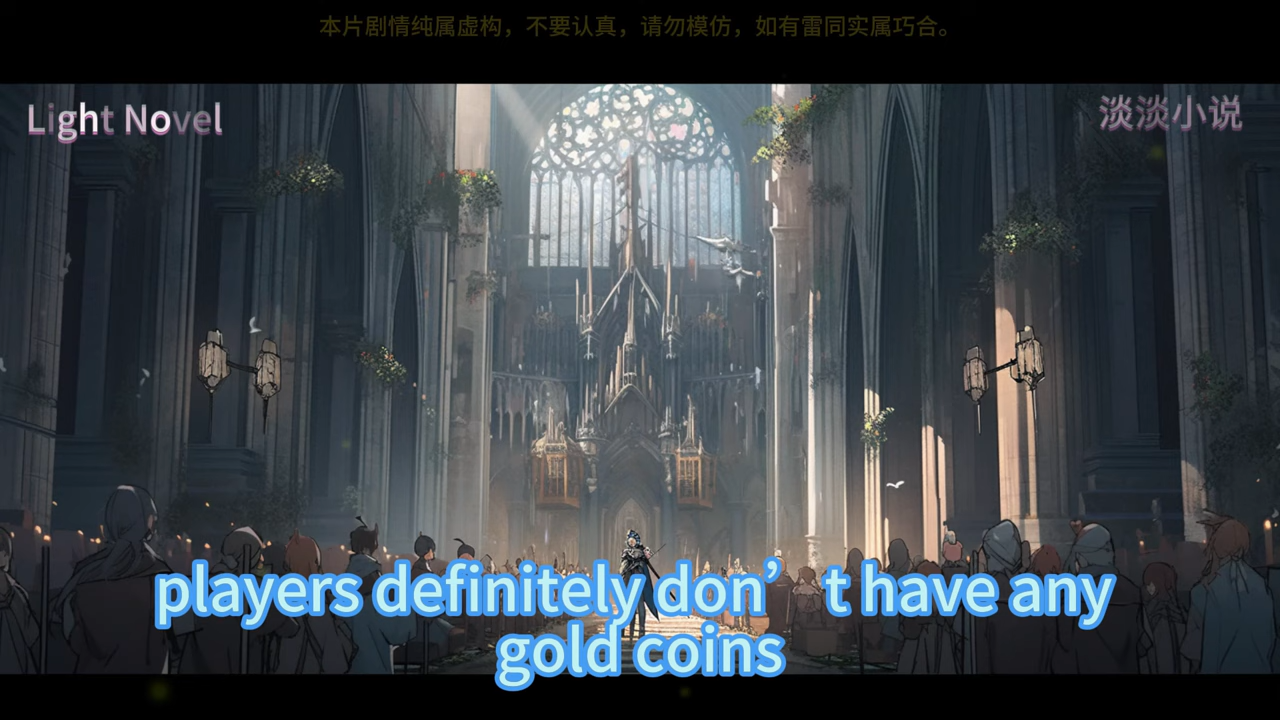 本片剧情纯属虚构，不要认真，请勿模仿，如有雷同实属巧合。
Light Novel
淡淡小说
players definitely don’t have any
gold coins